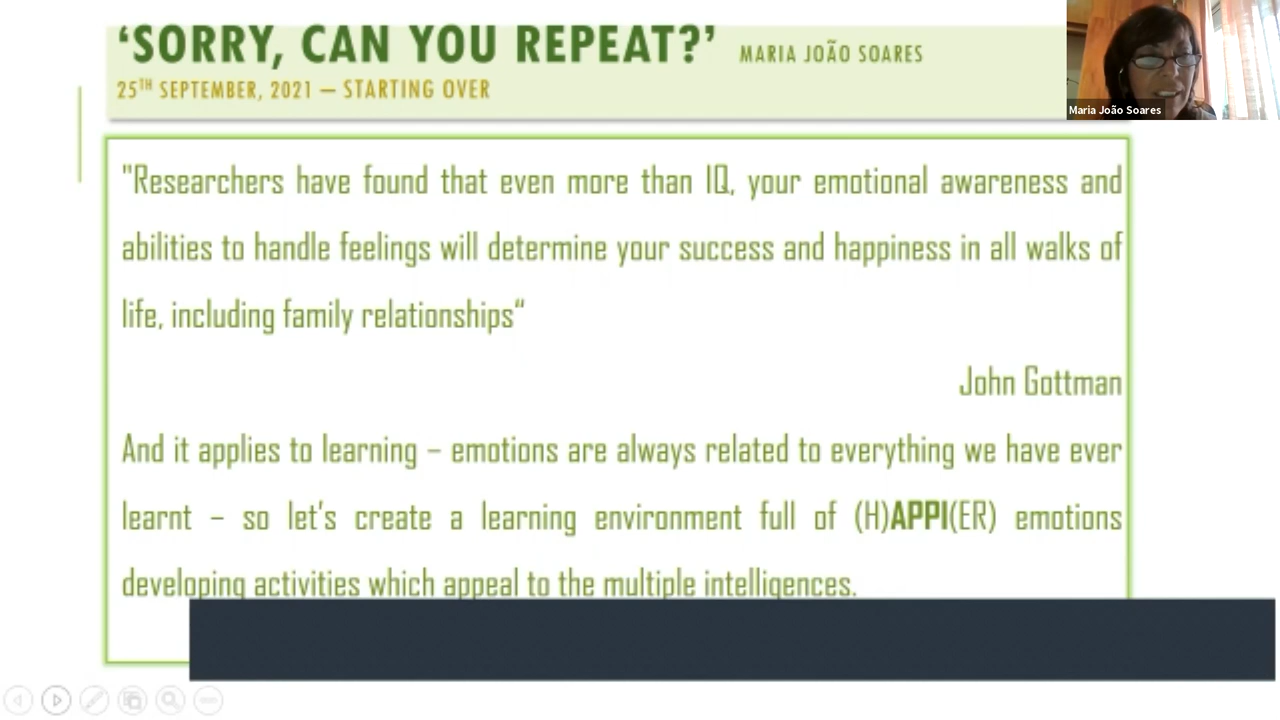 ‘SORRY, CAN YOU REPEAT?’ MARIA JOÃO SOARES
25TH SEPTEMBER, 2021 – STARTING OVER
Maria João Soares
"Researchers have found that even more than IQ, your emotional awareness and
abilities to handle feelings will determine your success and happiness in all walks of
life, including family relationships“
John Gottman
And it applies to learning – emotions are always related to everything we have ever
learnt – so let’s create a learning environment full of (H)APPI(ER) emotions
developing activities which appeal to the multiple intelligences.